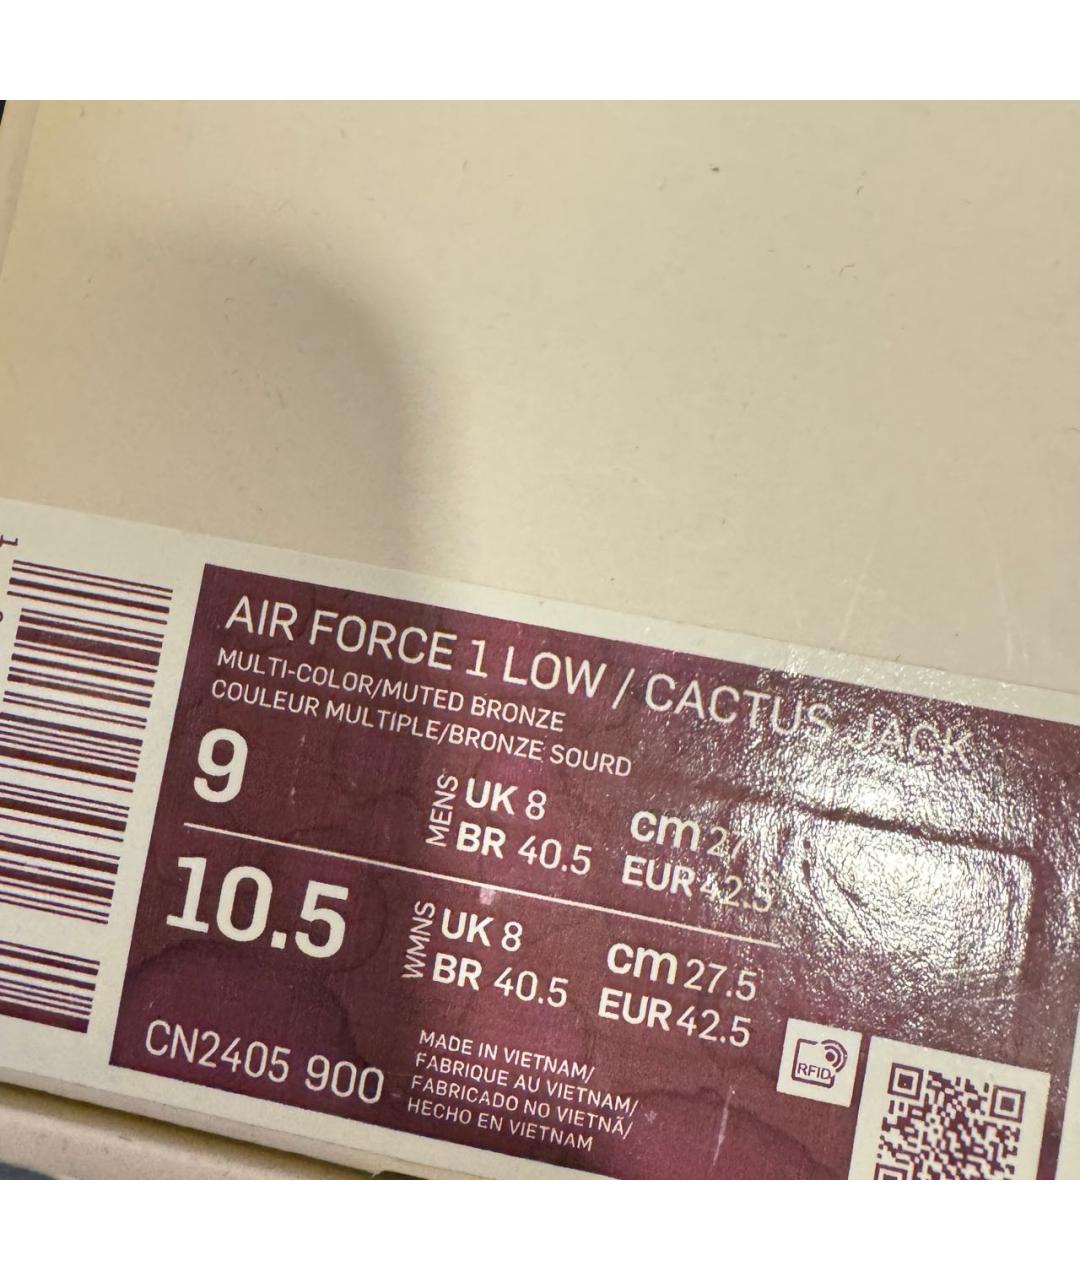 AIR FORCE 1 LOW / CACTUS JACK
MULTI-COLOR/MUTED BRONZE
COULEUR MULTIPLE/BRONZE SOURD
9
MENS
UK 8
BR 40.5
cm 27
EUR 42.5
10.5
WMNS
UK 8
BR 40.5
cm 27.5
EUR 42.5
CN2405 900
MADE IN VIETNAM/
FABRIQUE AU VIETNAM/
FABRICADO NO VIETNÃ/
HECHO EN VIETNAM
RFID